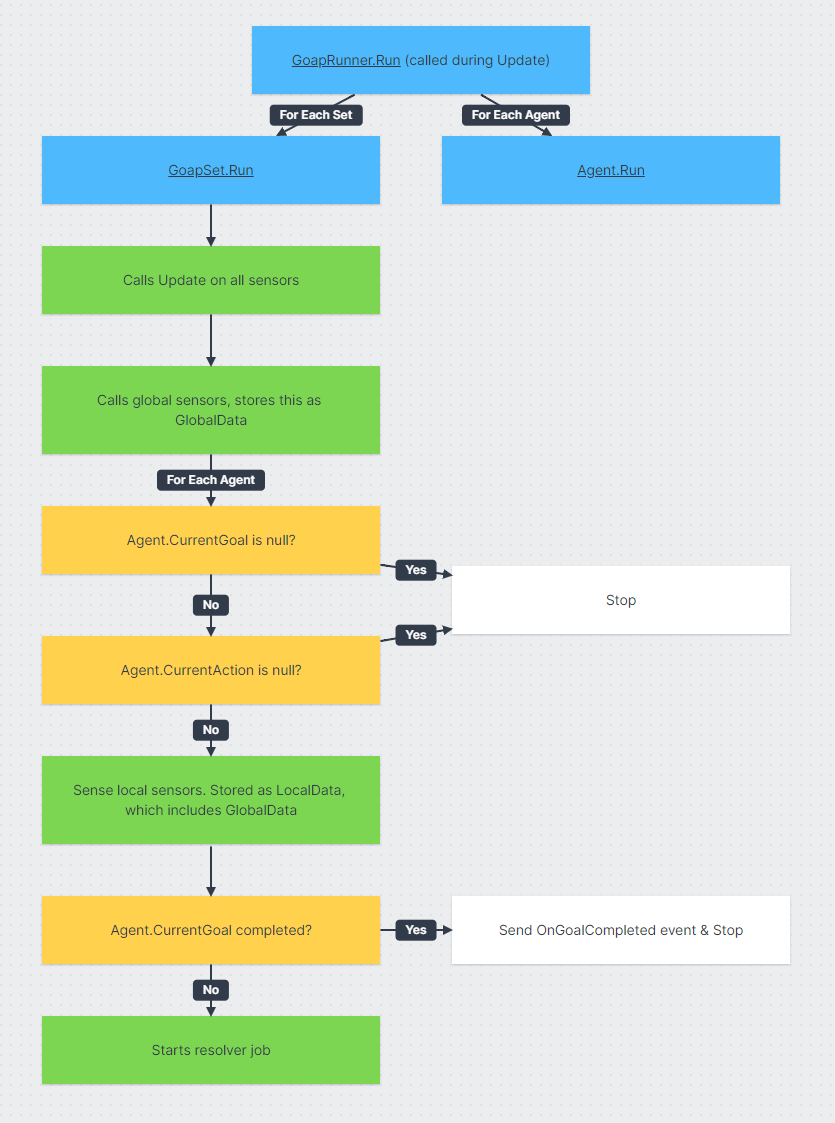 GoapRunner.Run (called during Update)
For Each Set
For Each Agent
GoapSet.Run
Agent.Run
Calls Update on all sensors
Calls global sensors, stores this as
GlobalData
For Each Agent
Agent.CurrentGoal is null?
Yes
Stop
No
Yes
Agent.CurrentAction is null?
No
Sense local sensors. Stored as LocalData,
which includes GlobalData
Agent.CurrentGoal completed?
Yes
Send OnGoalCompleted event & Stop
No
Starts resolver job